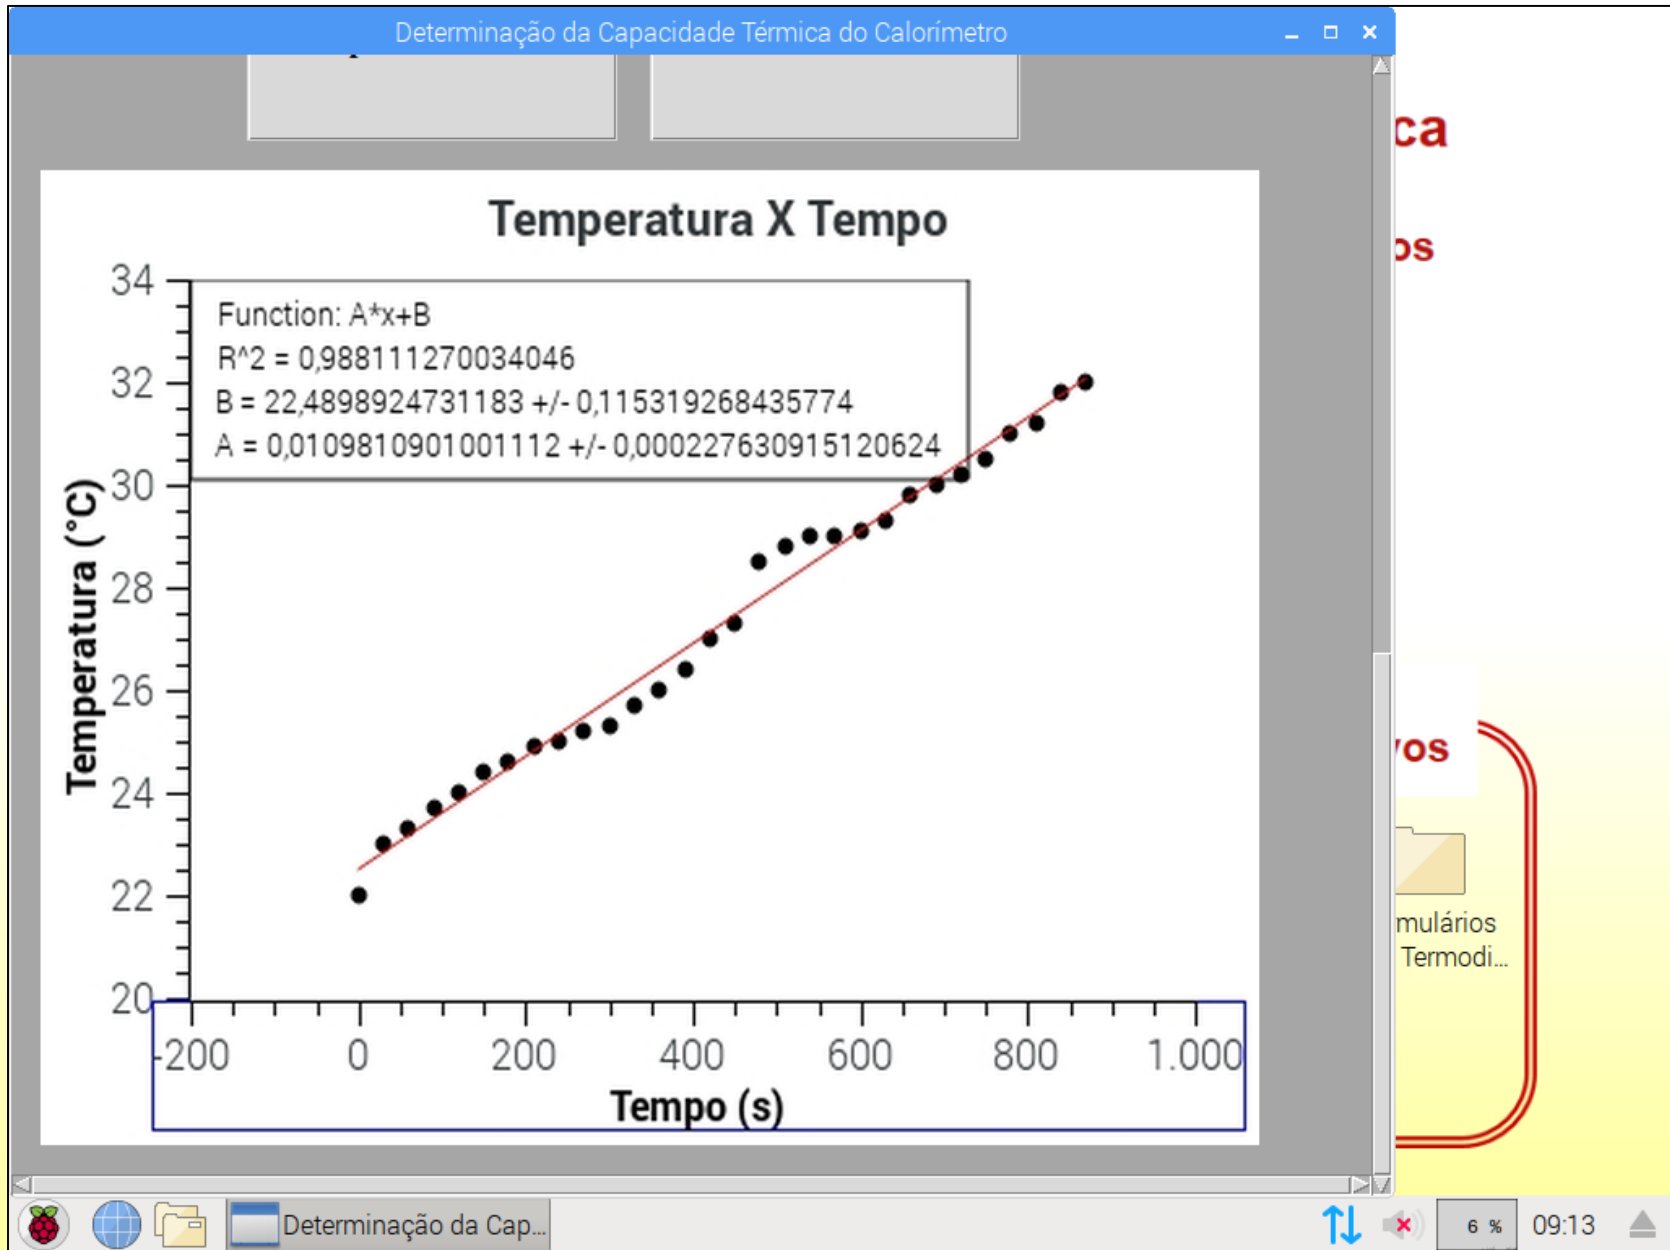 Determinação da Capacidade Térmica do Calorímetro
ca
os
Temperatura X Tempo
34
Function: A*x+B
R^2 = 0,988111270034046
B = 22,4898924731183 +/- 0,115319268435774
A = 0,0109810901001112 +/- 0,000227630915120624
32
30
28
26
24
22
20
Temperatura (°C)
-200 0 200 400 600 800 1.000
Tempo (s)
vos
mulários
Termodi...
Determinação da Cap...
6 %
09:13